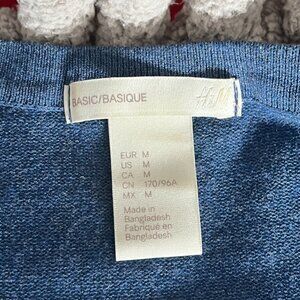 BASIC/BASIQUE
H&M
EUR M
US M
CA M
CN 170/96A
MX M
Made in
Bangladesh
Fabriqué en
Bangladesh